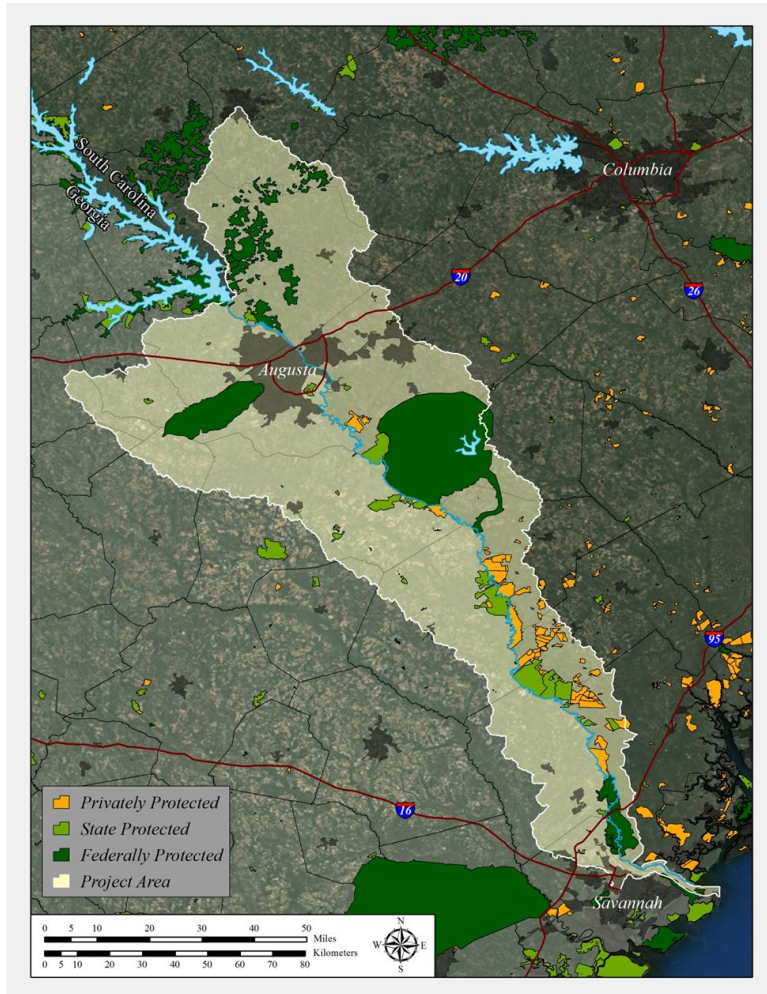 South Carolina
Georgia
Columbia
20
26
Augusta
95
16
Savannah
Privately Protected
State Protected
Federally Protected
Project Area
0 5 10 20 30 40 50
Miles
Kilometers
0 5 10 20 30 40 50 60 70 80
N
W E
S